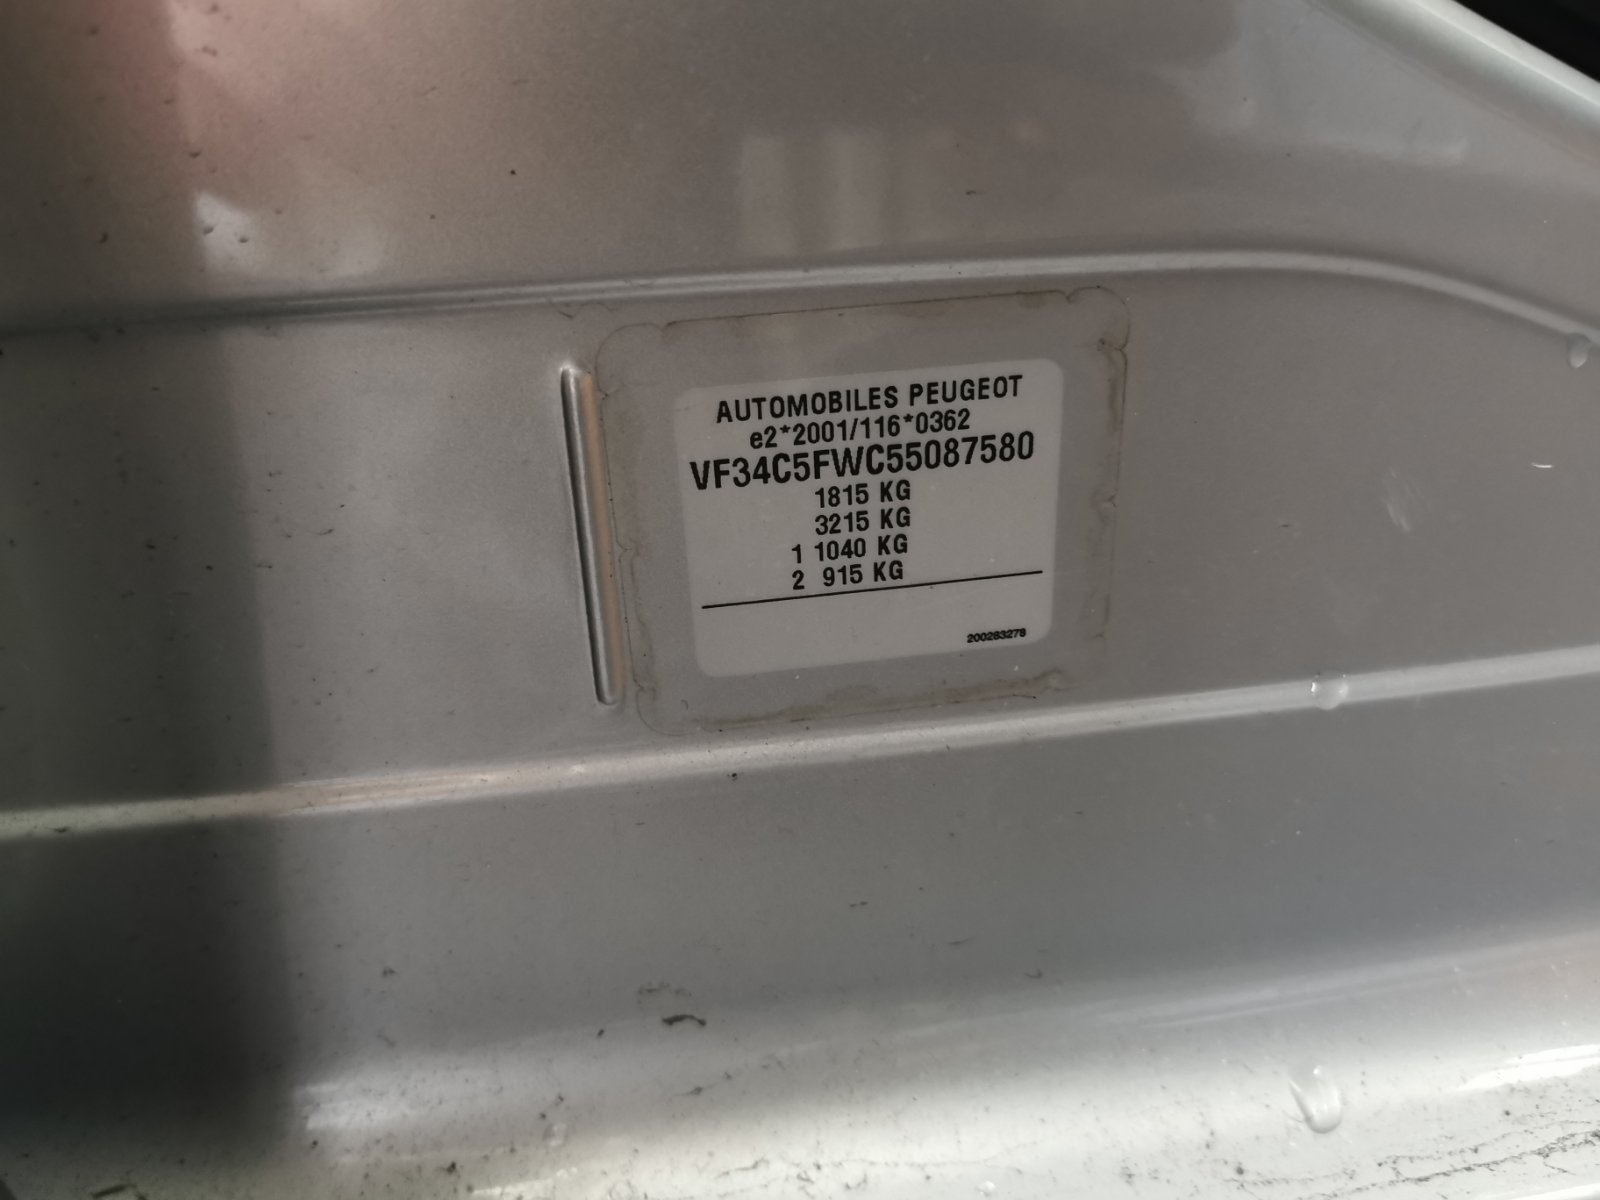 AUTOMOBILES PEUGEOT
e2*2001/116*0362
VF34C5FWC55087580
1815 KG
3215 KG
1 1040 KG
2 915 KG
200283278